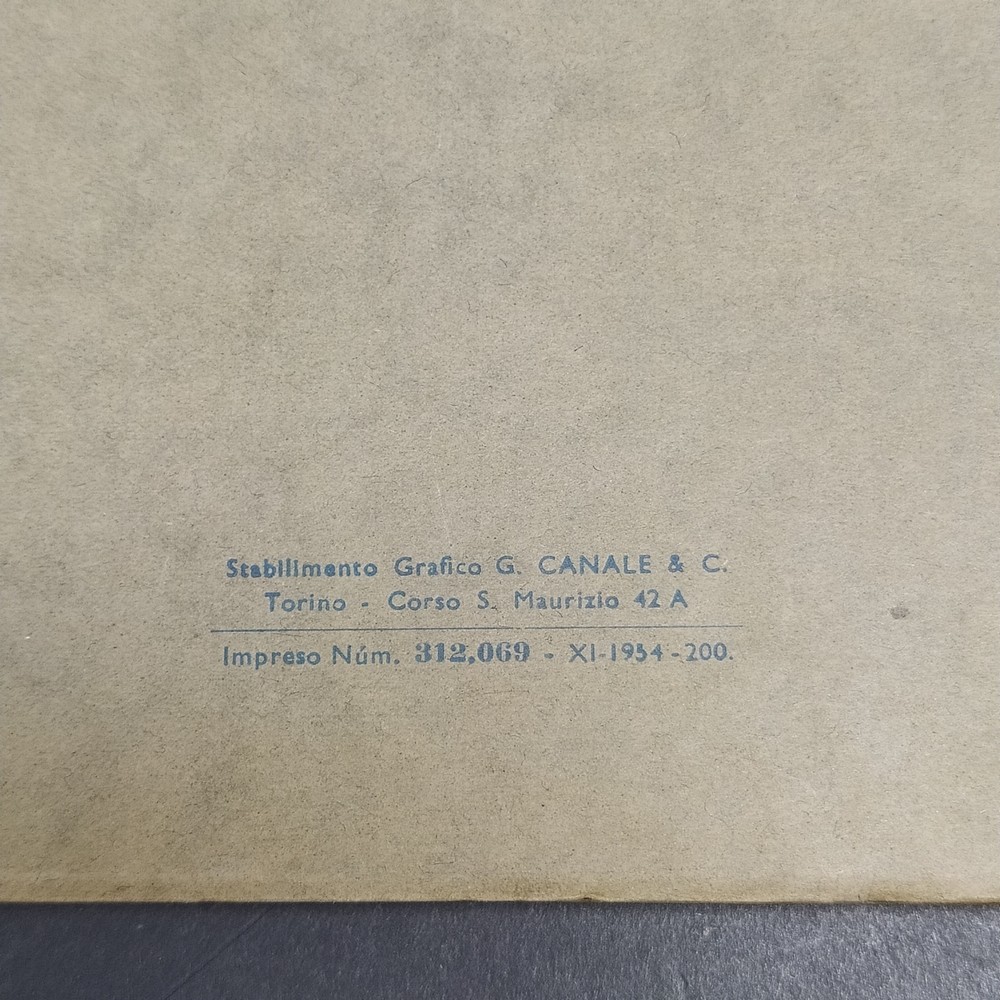 Stabilimento Grafico G. CANALE & C.
Torino - Corso S. Maurizio 42 A
Impreso Núm. 312,069 - XI-1954-200.